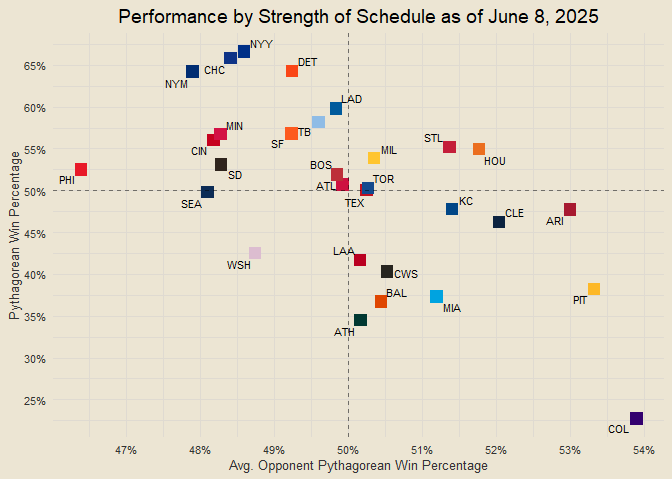 Performance by Strength of Schedule as of June 8, 2025
Pythagorean Win Percentage
65%
60%
55%
50%
45%
40%
35%
30%
25%
NYY
CHC
NYM
DET
LAD
TB
SF
MIN
CIN
SD
PHI
SEA
WSH
BOS
ATL
MIL
TOR
TEX
STL
HOU
KC
CLE
ARI
LAA
CWS
BAL
MIA
ATH
PIT
COL
47%
48%
49%
50%
51%
52%
53%
54%
Avg. Opponent Pythagorean Win Percentage